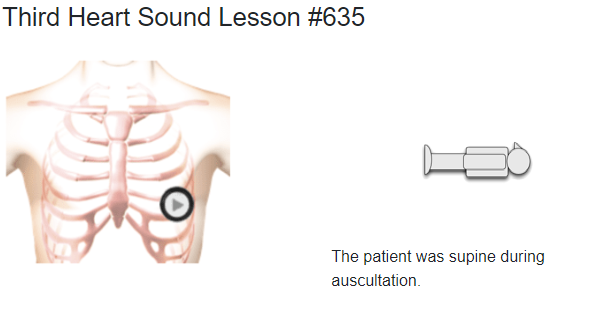 Third Heart Sound Lesson #635
The patient was supine during
auscultation.